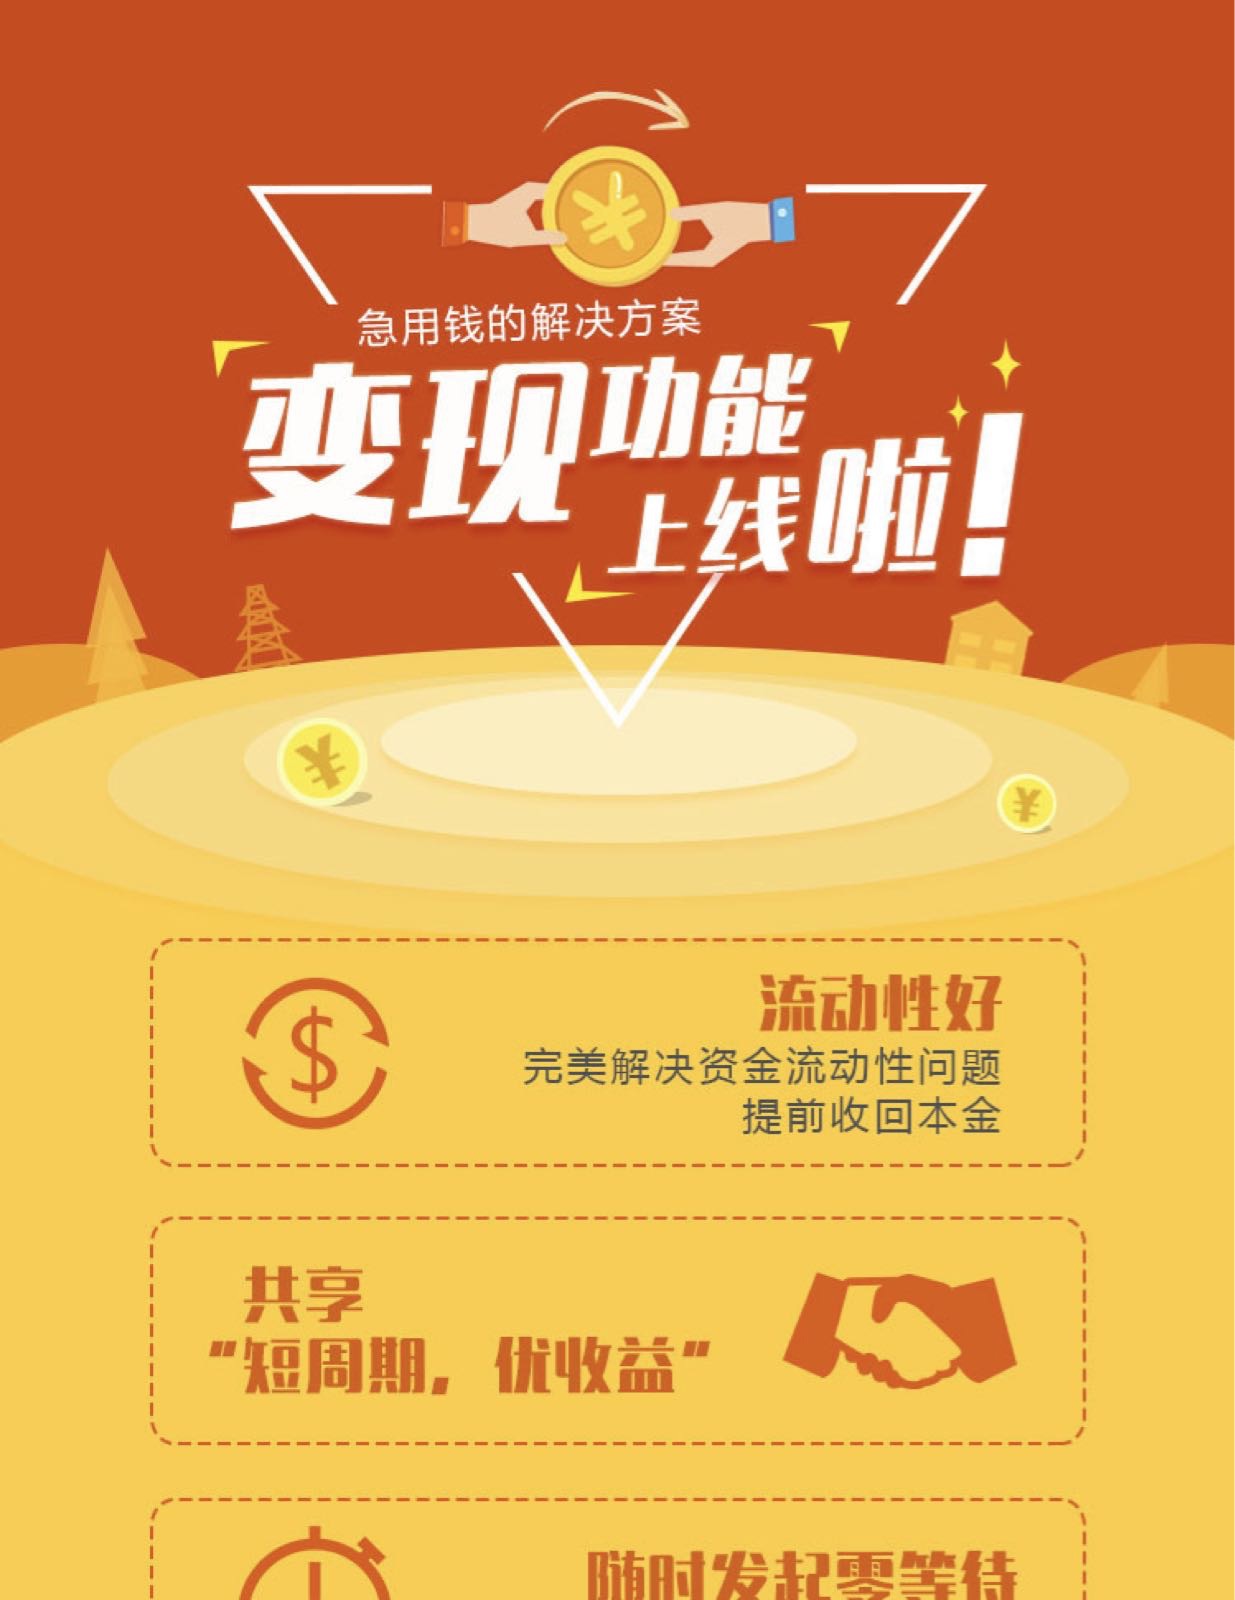 急用钱的解决方案
变现功能
上线啦!
流动性好
完美解决资金流动性问题
提前收回本金
共享
“短周期，优收益”
随时发起零等待